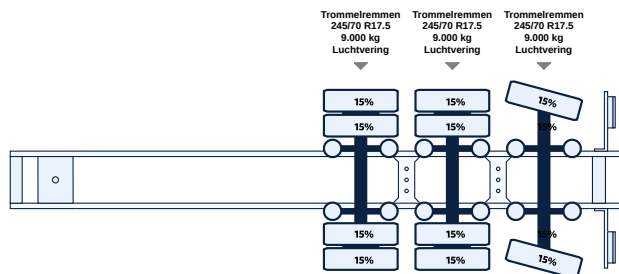 Trommelremmen Trommelremmen Trommelremmen
245/70 R17.5 245/70 R17.5 245/70 R17.5
9.000 kg 9.000 kg 9.000 kg
Luchtvering Luchtvering Luchtvering
15% 15% 15%
15% 15% 15%
15% 15% 15%
15% 15% 15%